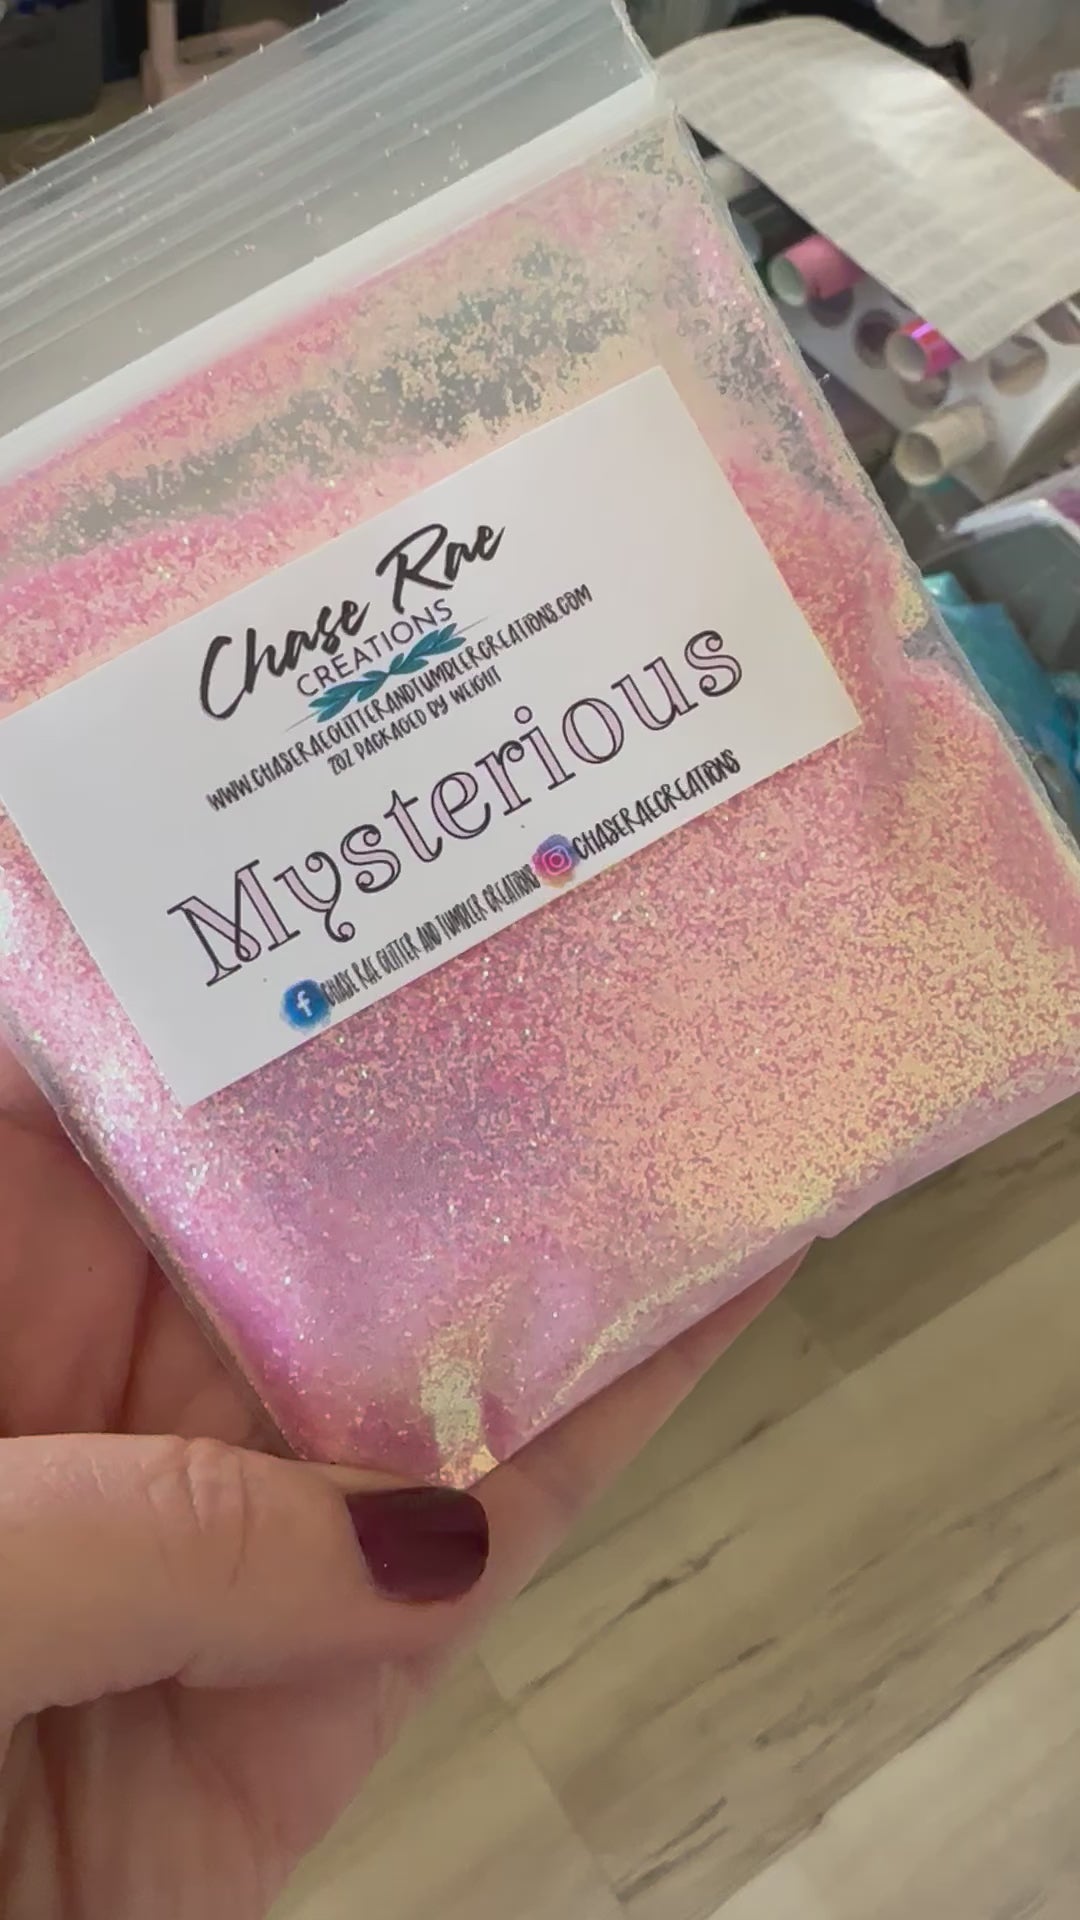 Chase Rae
CREATIONS
WWW.CHASERAEGLITTERANDTUMBLERCREATIONS.COM
2OZ PACKAGED BY WEIGHT
Mysterious
CHASE RAE GLITTER AND TUMBLER CREATIONS CHASERAECREATIONS